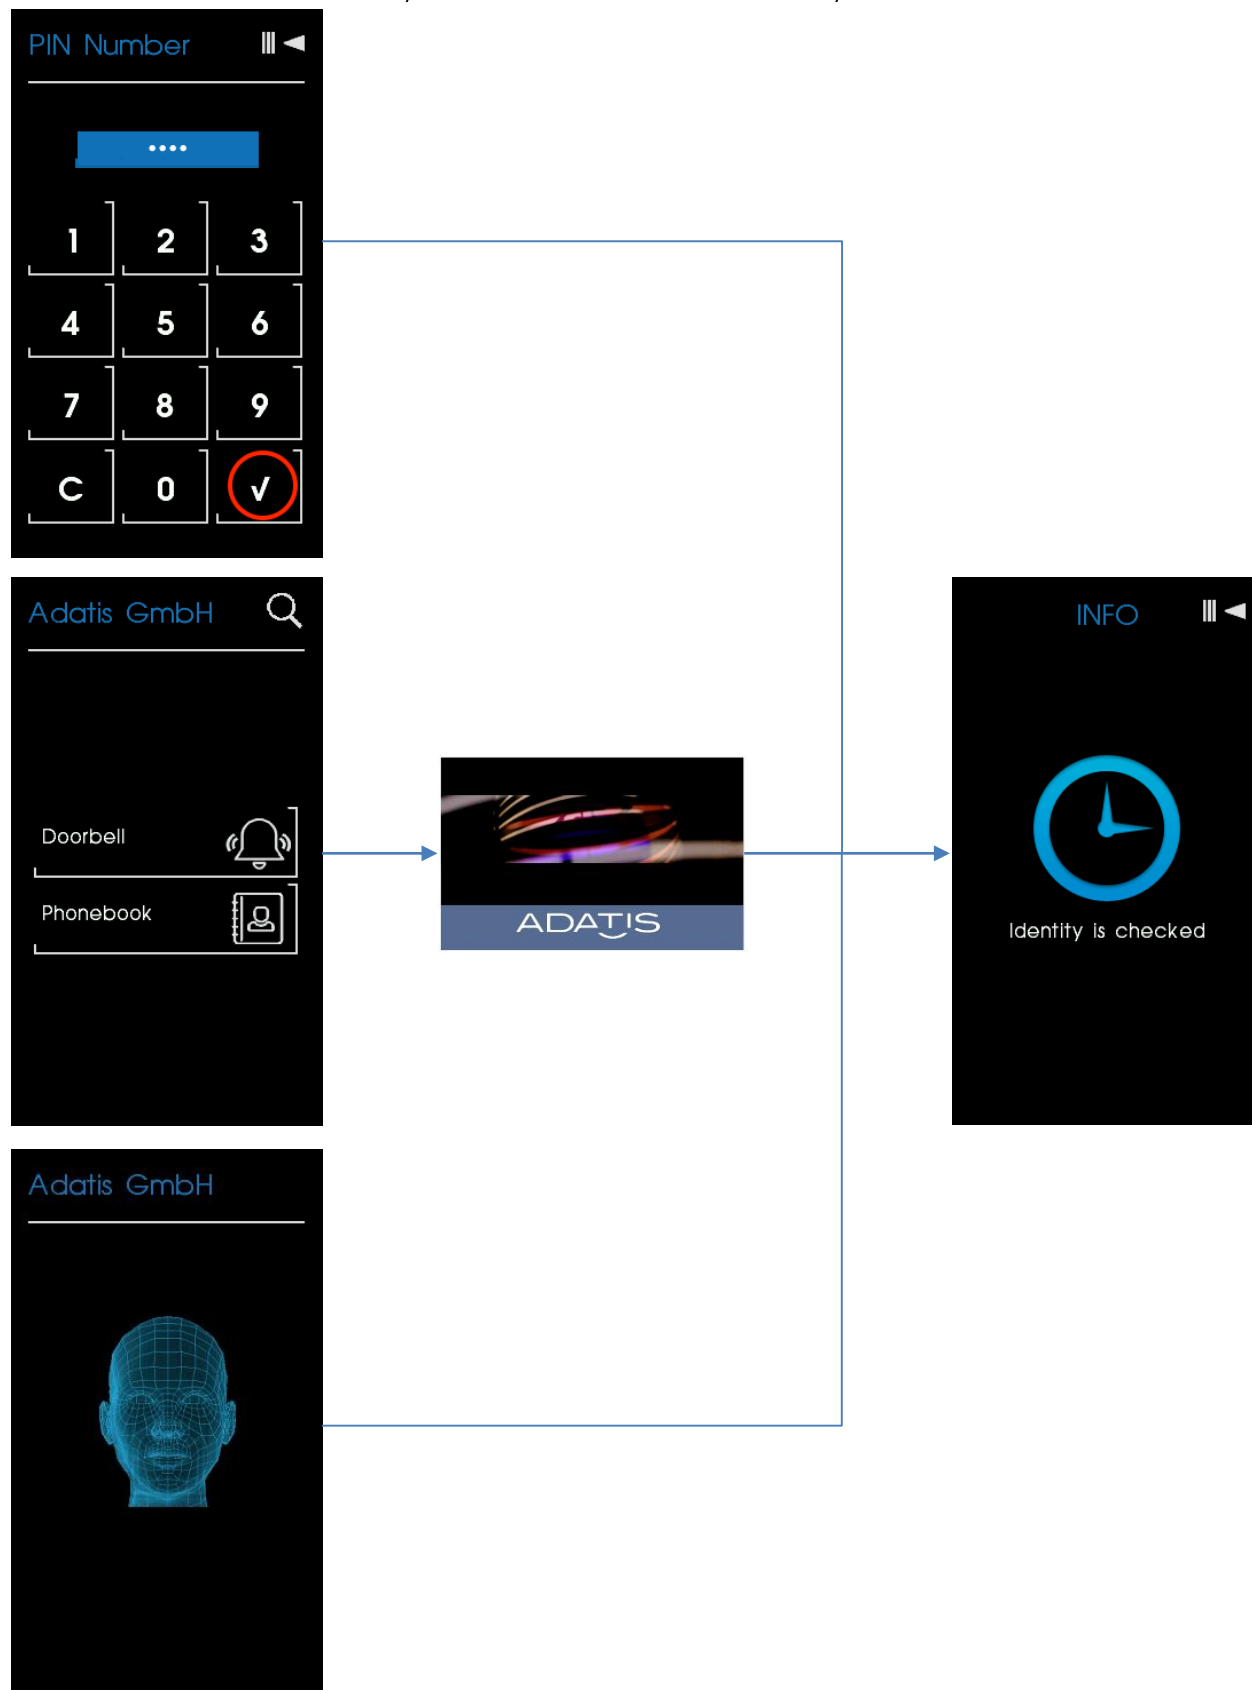 PIN Number
••••
1 2 3
4 5 6
7 8 9
C 0 √
Adatis GmbH
Doorbell
Phonebook
ADATIS
INFO
Identity is checked
Adatis GmbH